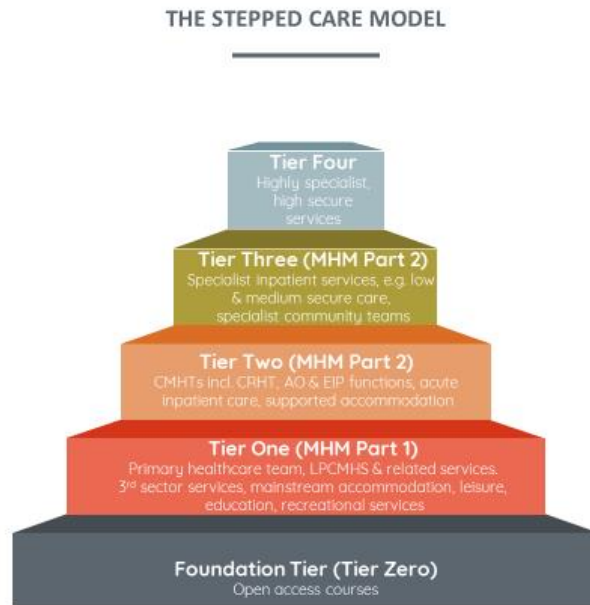 THE STEPPED CARE MODEL
Tier Four
Highly specialist,
high secure
services
Tier Three (MHM Part 2)
Specialist inpatient services, e.g. low
& medium secure care,
specialist community teams
Tier Two (MHM Part 2)
CMHTs incl. CRHT, AO & EIP functions, acute
inpatient care, supported accommodation
Tier One (MHM Part 1)
Primary healthcare team, LPCMHS & related services.
3rd sector services, mainstream accommodation, leisure,
education, recreational services
Foundation Tier (Tier Zero)
Open access courses